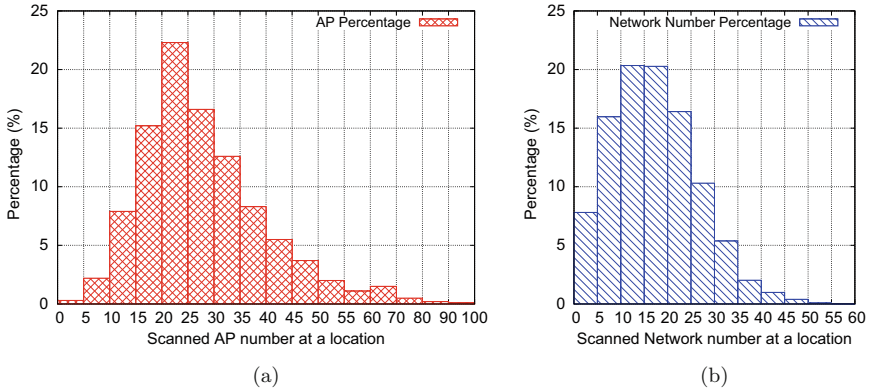 25
20
15
10
5
0
Percentage (%)
AP Percentage
0 5 10 15 20 25 30 35 40 45 50 55 60 70 80 90 100
Scanned AP number at a location
(a)
25
20
15
10
5
0
Percentage (%)
Network Number Percentage
0 5 10 15 20 25 30 35 40 45 50 55 60
Scanned Network number at a location
(b)